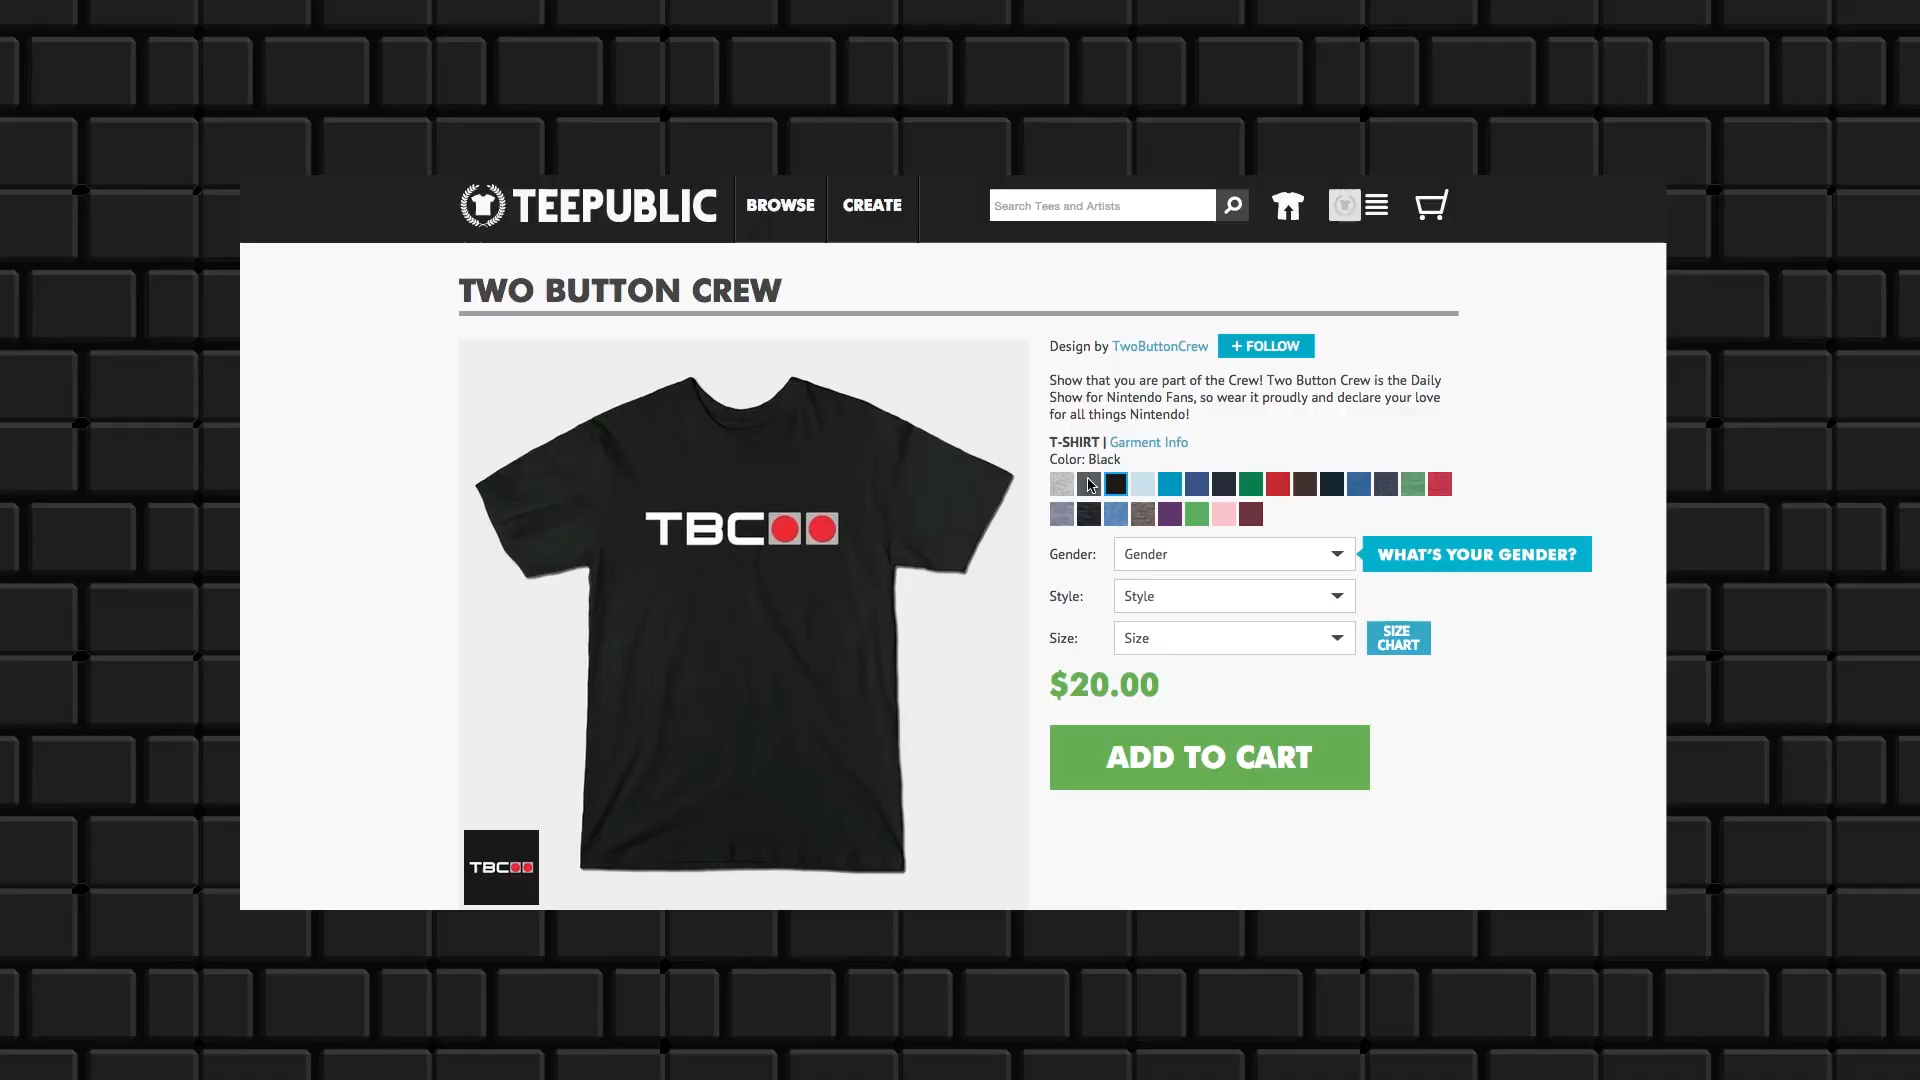 TEEPUBLIC
BROWSE
CREATE
Search Tees and Artists
TWO BUTTON CREW
Design by TwoButtonCrew
+ FOLLOW
Show that you are part of the Crew! Two Button Crew is the Daily
Show for Nintendo Fans, so wear it proudly and declare your love
for all things Nintendo!
T-SHIRT | Garment Info
Color: Black
TBC
Gender: Gender
WHAT'S YOUR GENDER?
Style: Style
Size: Size
SIZE
CHART
$20.00
ADD TO CART
TBC